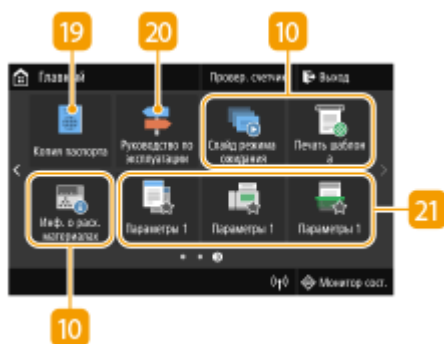 19
20
10
Главный
Провер. счетчик
Выход
Копия паспорта
Руководство по
эксплуатации
Слайд режима
ожидания
Печать шаблон
а
Инф. о расх.
материалах
Параметры 1
Параметры 1
Параметры 1
21
Монитор сост.
10